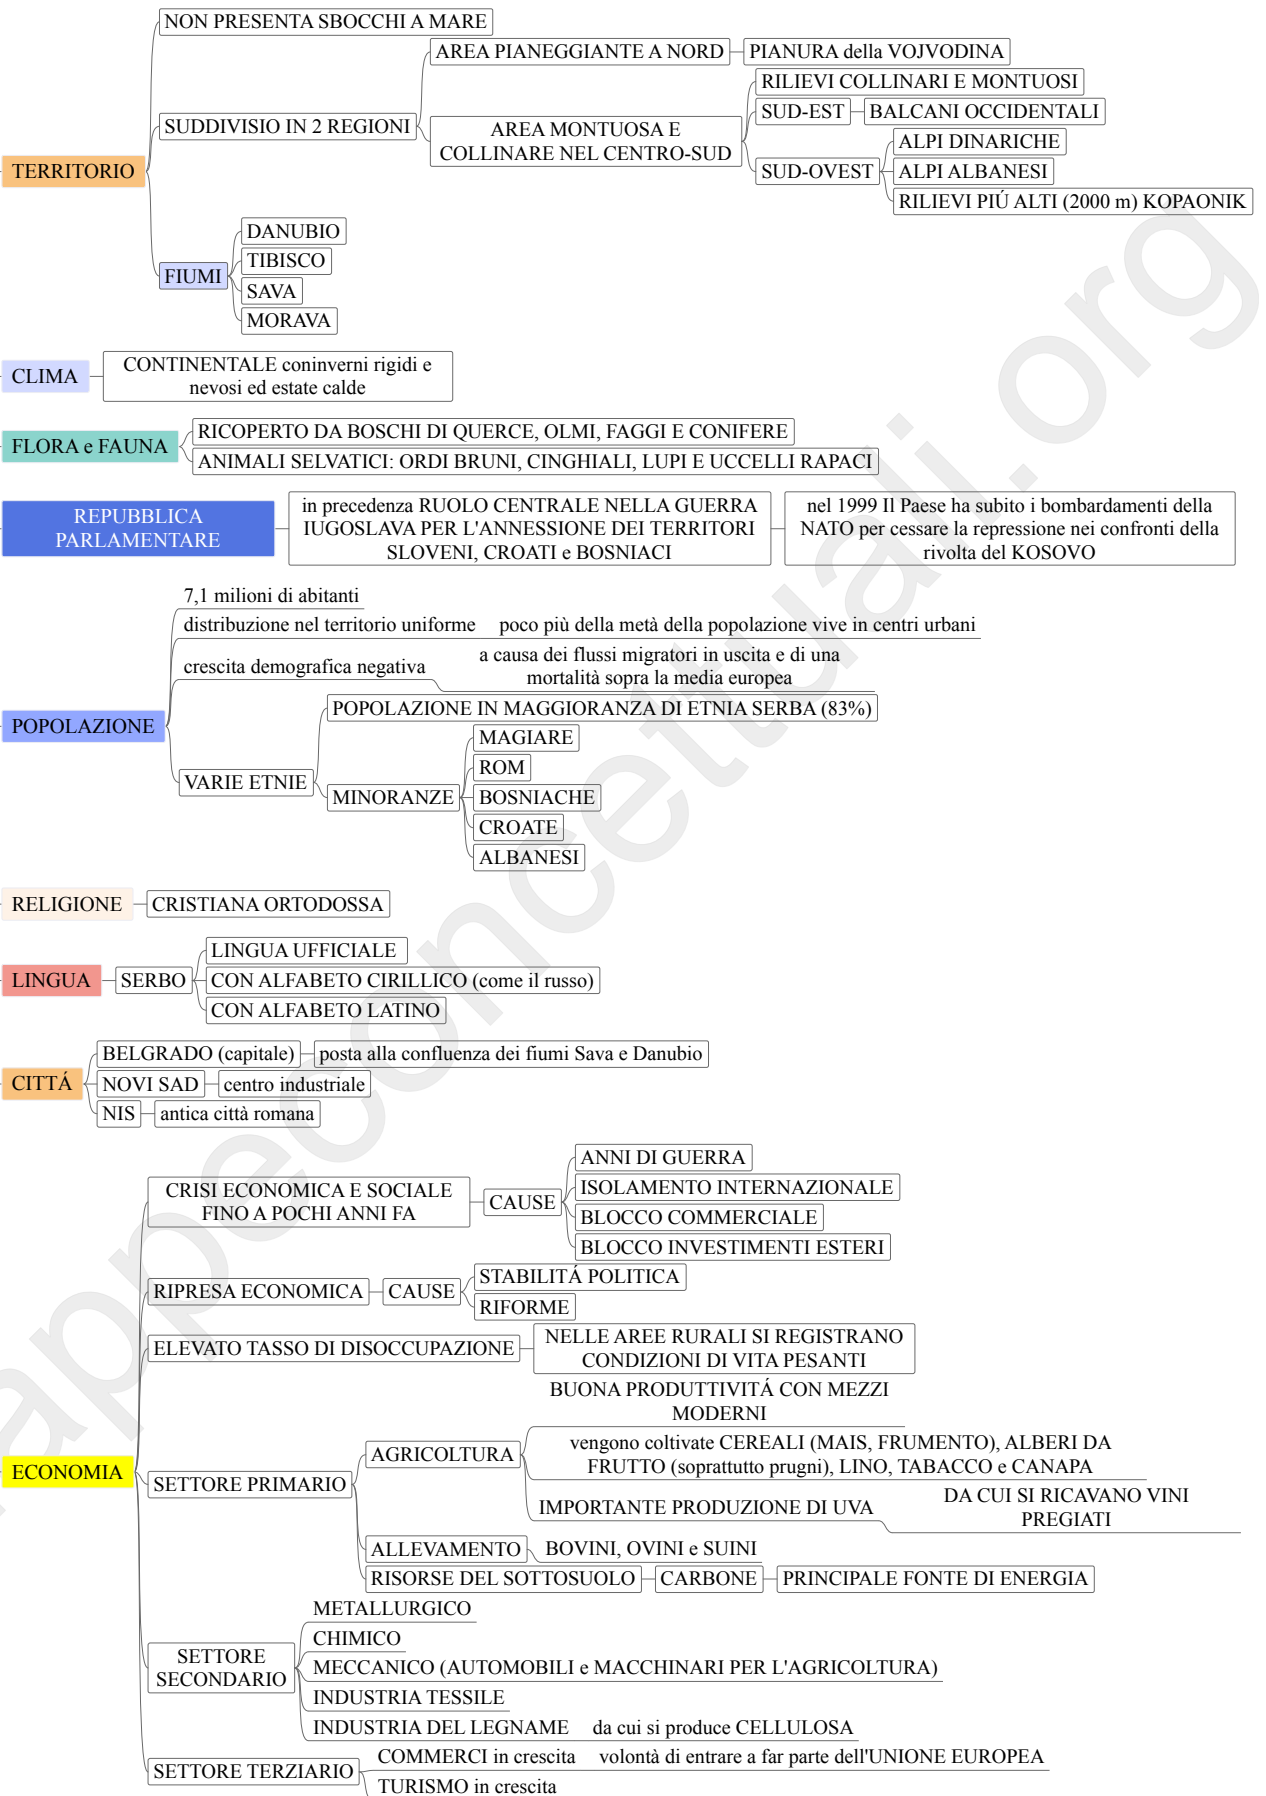 NON PRESENTA SBOCCHI A MARE
AREA PIANEGGIANTE A NORD
PIANURA della VOJVODINA
RILIEVI COLLINARI E MONTUOSI
SUDDIVISIO IN 2 REGIONI
AREA MONTUOSA E
COLLINARE NEL CENTRO-SUD
SUD-EST
BALCANI OCCIDENTALI
ALPI DINARICHE
TERRITORIO
SUD-OVEST
ALPI ALBANESI
RILIEVI PIÚ ALTI (2000 m) KOPAONIK
DANUBIO
TIBISCO
FIUMI
SAVA
MORAVA
CLIMA
CONTINENTALE coninverni rigidi e
nevosi ed estate calde
FLORA e FAUNA
RICOPERTO DA BOSCHI DI QUERCE, OLMI, FAGGI E CONIFERE
ANIMALI SELVATICI: ORDI BRUNI, CINGHIALI, LUPI E UCCELLI RAPACI
REPUBBLICA
PARLAMENTARE
in precedenza RUOLO CENTRALE NELLA GUERRA
IUGOSLAVA PER L'ANNESSIONE DEI TERRITORI
SLOVENI, CROATI e BOSNIACI
nel 1999 Il Paese ha subito i bombardamenti della
NATO per cessare la repressione nei confronti della
rivolta del KOSOVO
7,1 milioni di abitanti
distribuzione nel territorio uniforme
poco più della metà della popolazione vive in centri urbani
crescita demografica negativa
a causa dei flussi migratori in uscita e di una
mortalità sopra la media europea
POPOLAZIONE
POPOLAZIONE IN MAGGIORANZA DI ETNIA SERBA (83%)
VARIE ETNIE
MINORANZE
MAGIARE
ROM
BOSNIACHE
CROATE
ALBANESI
RELIGIONE
CRISTIANA ORTODOSSA
LINGUA
SERBO
LINGUA UFFICIALE
CON ALFABETO CIRILLICO (come il russo)
CON ALFABETO LATINO
CITTÁ
BELGRADO (capitale)
posta alla confluenza dei fiumi Sava e Danubio
NOVI SAD
centro industriale
NIS
antica città romana
CRISI ECONOMICA E SOCIALE
FINO A POCHI ANNI FA
CAUSE
ANNI DI GUERRA
ISOLAMENTO INTERNAZIONALE
BLOCCO COMMERCIALE
BLOCCO INVESTIMENTI ESTERI
RIPRESA ECONOMICA
CAUSE
STABILITÁ POLITICA
RIFORME
ELEVATO TASSO DI DISOCCUPAZIONE
NELLE AREE RURALI SI REGISTRANO
CONDIZIONI DI VITA PESANTI
ECONOMIA
SETTORE PRIMARIO
AGRICOLTURA
BUONA PRODUTTIVITÁ CON MEZZI
MODERNI
vengono coltivate CEREALI (MAIS, FRUMENTO), ALBERI DA
FRUTTO (soprattutto prugni), LINO, TABACCO e CANAPA
IMPORTANTE PRODUZIONE DI UVA
DA CUI SI RICAVANO VINI
PREGIATI
ALLEVAMENTO
BOVINI, OVINI e SUINI
RISORSE DEL SOTTOSUOLO
CARBONE
PRINCIPALE FONTE DI ENERGIA
SETTORE
SECONDARIO
METALLURGICO
CHIMICO
MECCANICO (AUTOMOBILI e MACCHINARI PER L'AGRICOLTURA)
INDUSTRIA TESSILE
INDUSTRIA DEL LEGNAME
da cui si produce CELLULOSA
SETTORE TERZIARIO
COMMERCI in crescita
volontà di entrare a far parte dell'UNIONE EUROPEA
TURISMO in crescita
appeconcettuali.org